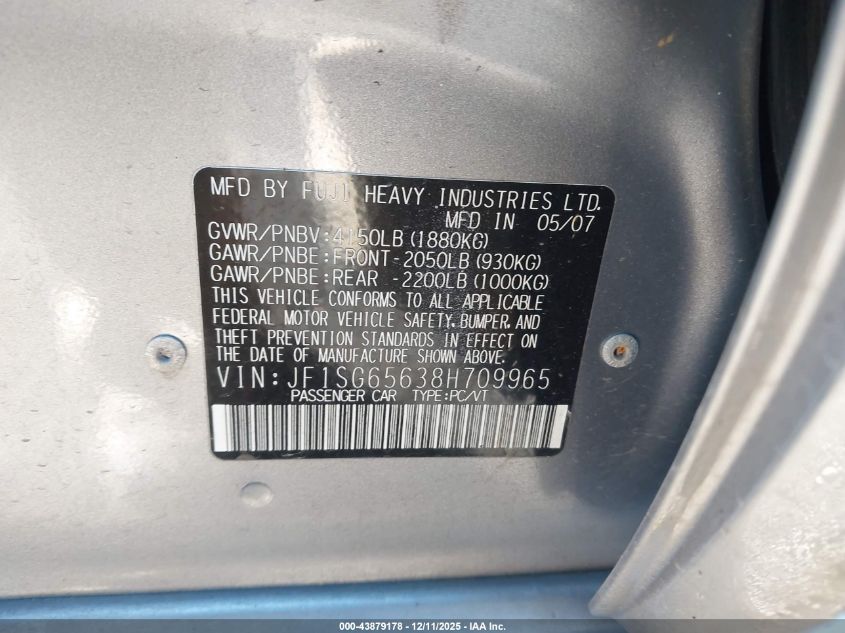 MFD BY FUJI HEAVY INDUSTRIES LTD.
MFD IN 05/07
GVWR/PNBV:4150LB (1880KG)
GAWR/PNBE:FRONT-2050LB (930KG)
GAWR/PNBE:REAR -2200LB (1000KG)
THIS VEHICLE CONFORMS TO ALL APPLICABLE
FEDERAL MOTOR VEHICLE SAFETY, BUMPER, AND
THEFT PREVENTION STANDARDS IN EFFECT ON
THE DATE OF MANUFACTURE SHOWN ABOVE.
VIN:JF1SG65638H709965
PASSENGER CAR TYPE:PC/VT
000-43879178 - 12/11/2025 - IAA Inc.